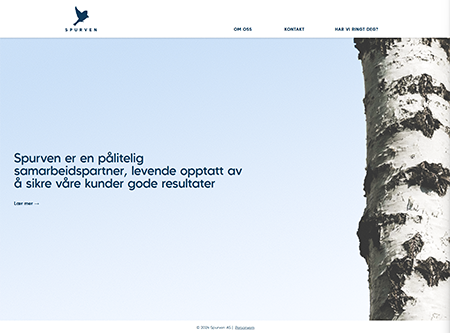 SPURVEN
OM OSS
KONTAKT
HAR VI RINGT DEG?
Spurven er en pålitelig
samarbeidspartner, levende opptatt av
å sikre våre kunder gode resultater
Lær mer →
© 2024 Spurven AS | Personvern